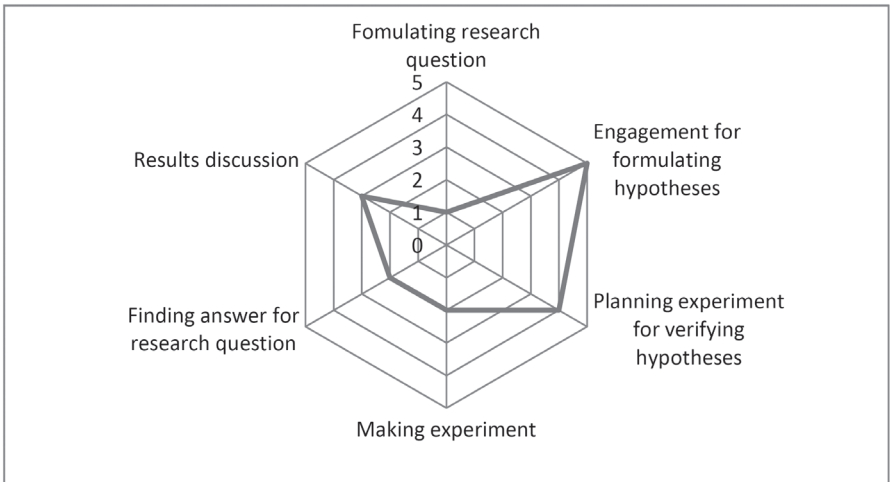 Fomulating research
question
5
4
3
2
1
0
Engagement for
formulating
hypotheses
Results discussion
Planning experiment
for verifying
hypotheses
Finding answer for
research question
Making experiment